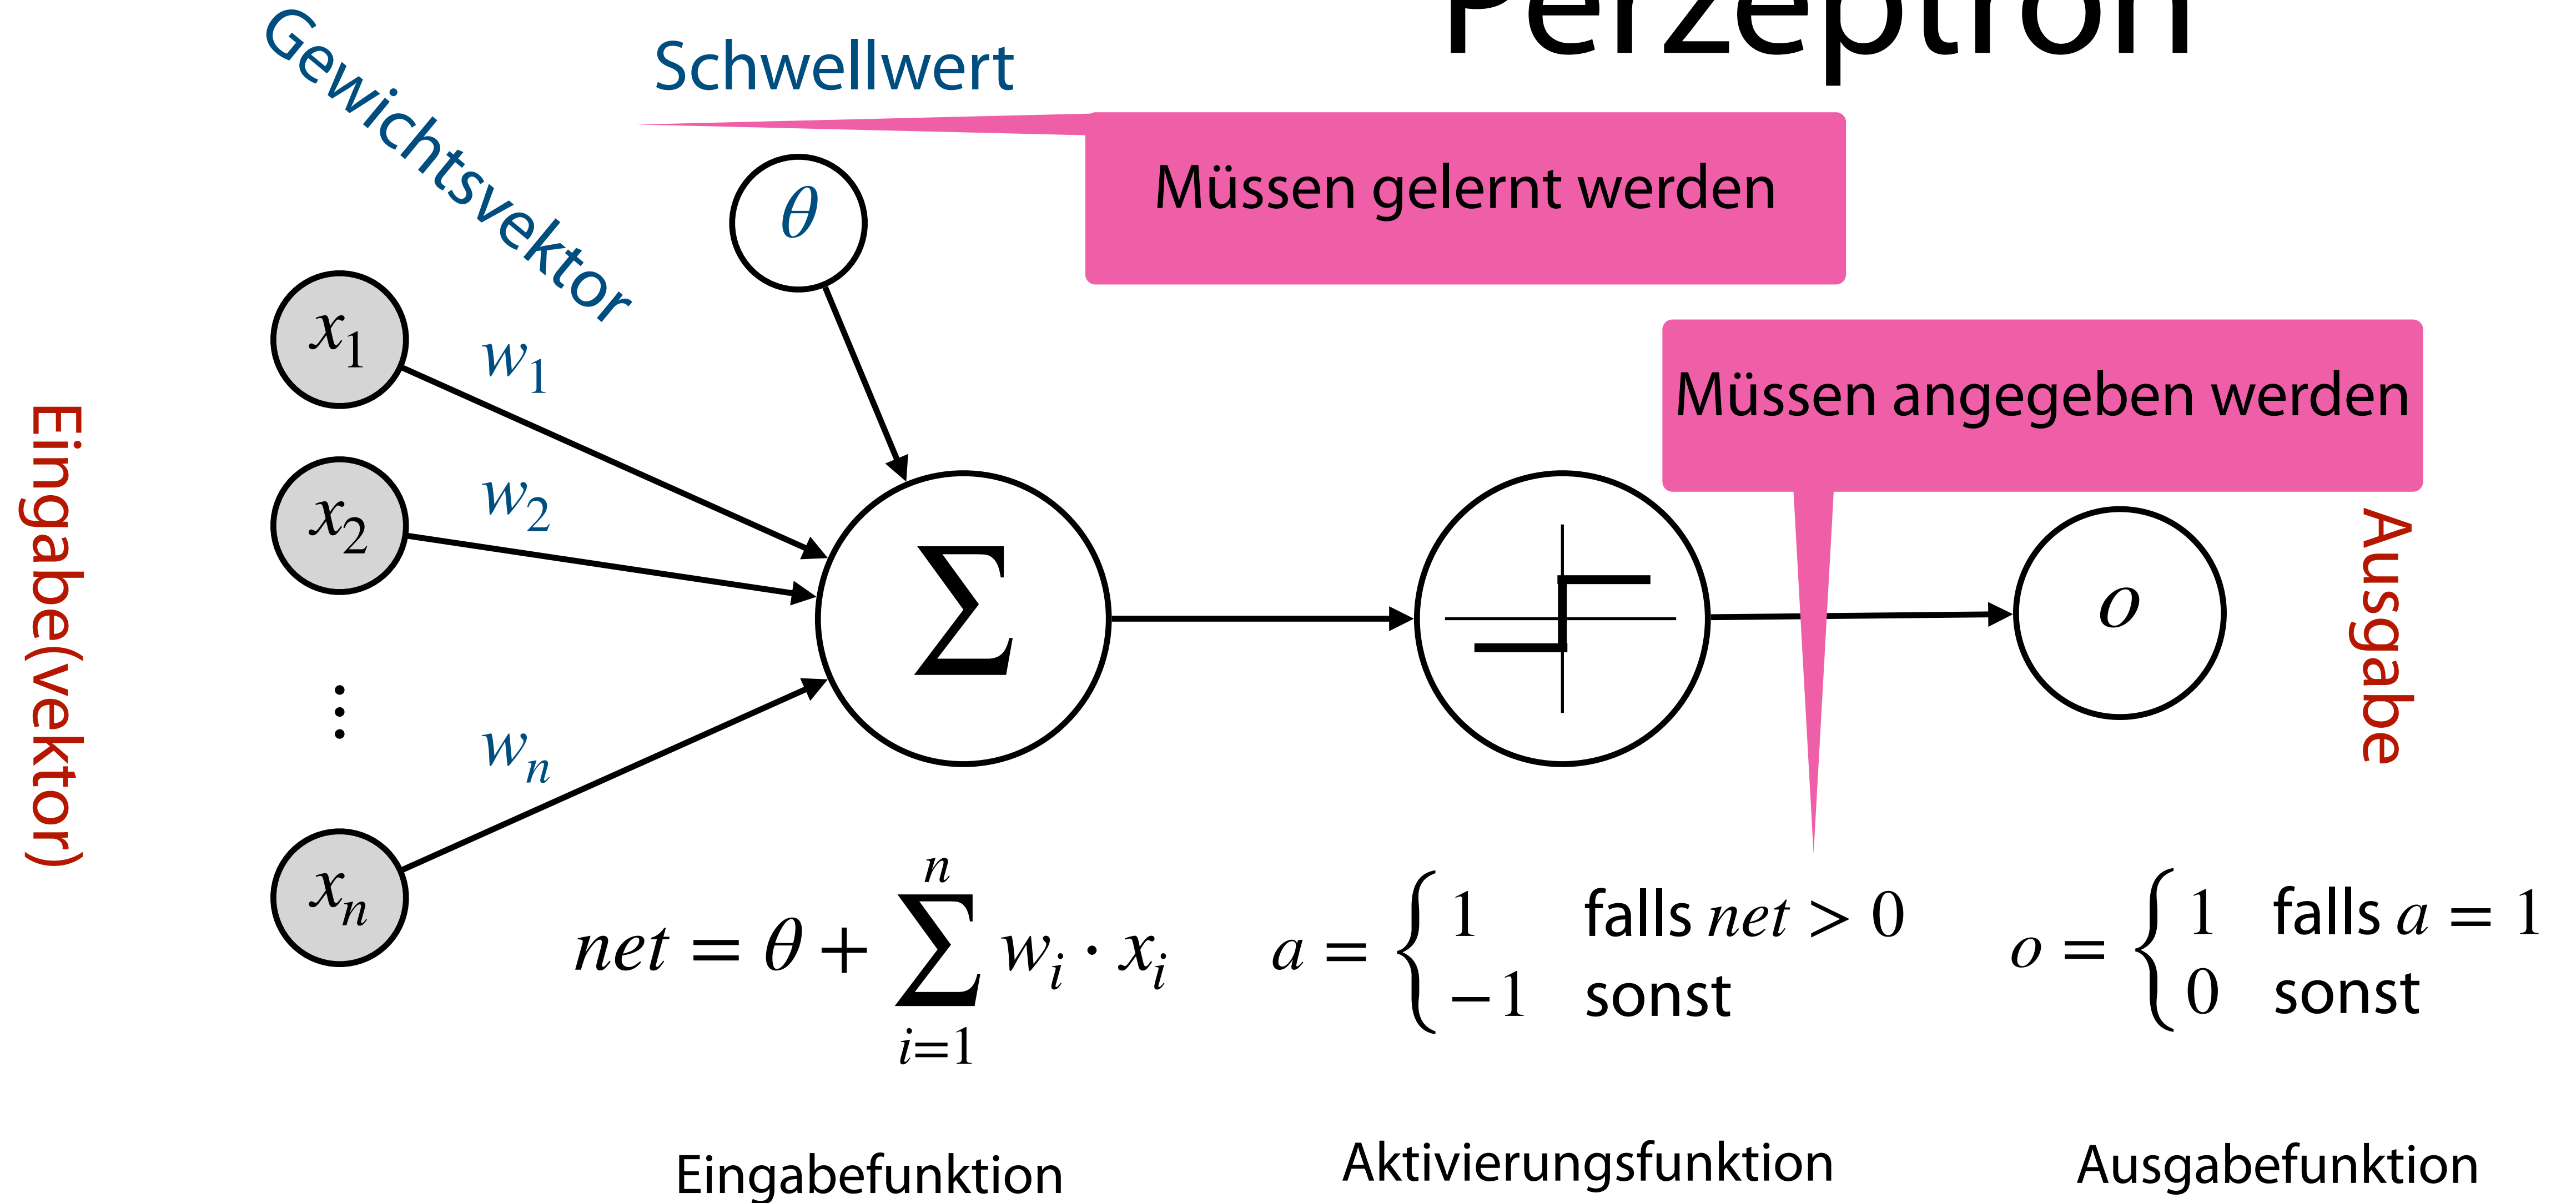 Perzeptron
Gewichtsvektor
Schwellwert
Müssen gelernt werden
θ
x₁
w₁
Müssen angegeben werden
Eingabe(vektor)
x₂
w₂
Σ
o
Ausgabe
⋮
wₙ
xₙ
net = θ + ∑ⁿᵢ₌₁ wᵢ · xᵢ
a = { 1 falls net > 0
−1 sonst
o = { 1 falls a = 1
0 sonst
Eingabefunktion
Aktivierungsfunktion
Ausgabefunktion